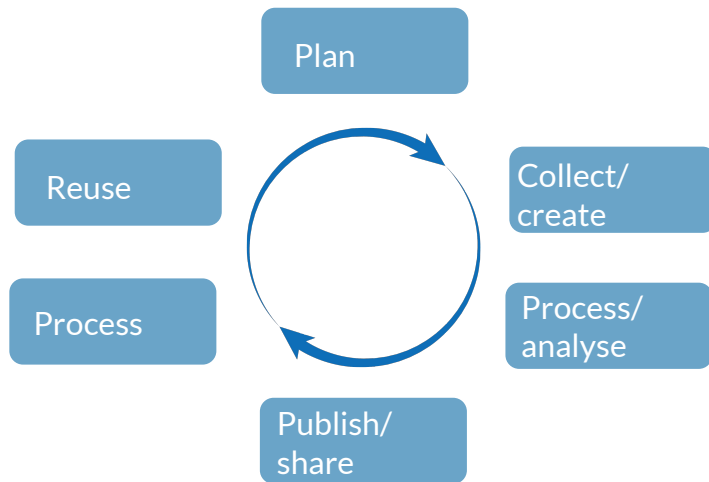 Plan
Collect/
create
Process/
analyse
Publish/
share
Process
Reuse